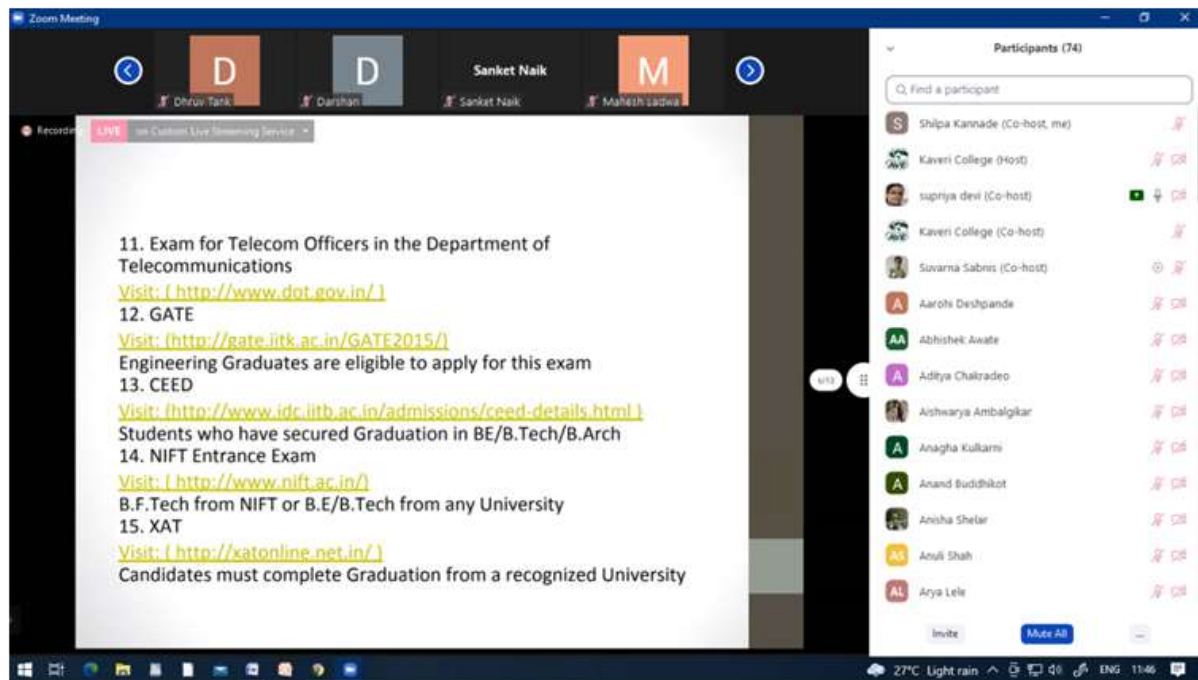 Zoom Meeting
D
D
Sanket Naik
M
Dhruv Tank
Darshan
Sanket Naik
Mahesh Ladwa
Recording
LIVE on Custom Live Streaming Service
11. Exam for Telecom Officers in the Department of
Telecommunications
Visit: ( http://www.dot.gov.in/ )
12. GATE
Visit: (http://gate.iitk.ac.in/GATE2015/)
Engineering Graduates are eligible to apply for this exam
13. CEED
Visit: (http://www.idc.iitb.ac.in/admissions/ceed-details.html )
Students who have secured Graduation in BE/B.Tech/B.Arch
14. NIFT Entrance Exam
Visit: (http://www.nift.ac.in/)
B.F.Tech from NIFT or B.E/B.Tech from any University
15. XAT
Visit: ( http://xatonline.net.in/ )
Candidates must complete Graduation from a recognized University
Participants (74)
Find a participant
S Shilpa Kannade (Co-host, me)
Kaveri College (Host)
supriya devi (Co-host)
Kaveri College (Co-host)
Suvarna Sabnis (Co-host)
A Aarohi Deshpande
AA Abhishek Awate
A Aditya Chakradeo
Aishwarya Ambalgikar
A Anagha Kulkarni
A Anand Buddhikot
Anisha Shelar
AS Anuli Shah
AL Arya Lele
Invite
Mute All
...
27°C Light rain
ENG
11:46